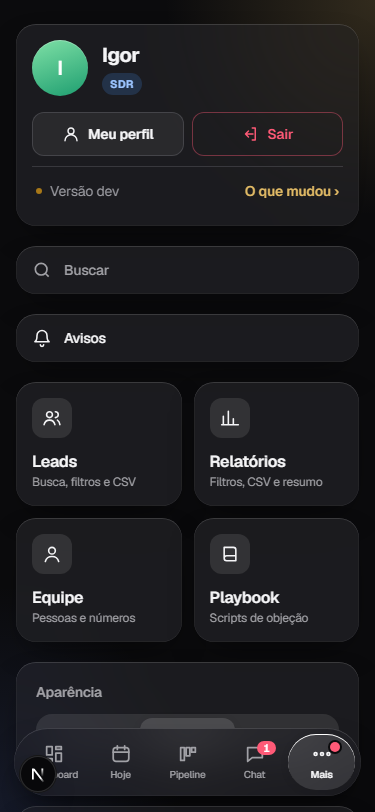 I
Igor
SDR
Meu perfil
Sair
Versão dev
O que mudou ›
Buscar
Avisos
Leads
Busca, filtros e CSV
Relatórios
Filtros, CSV e resumo
Equipe
Pessoas e números
Playbook
Scripts de objeção
Aparência
1
N
board
Hoje
Pipeline
Chat
Mais